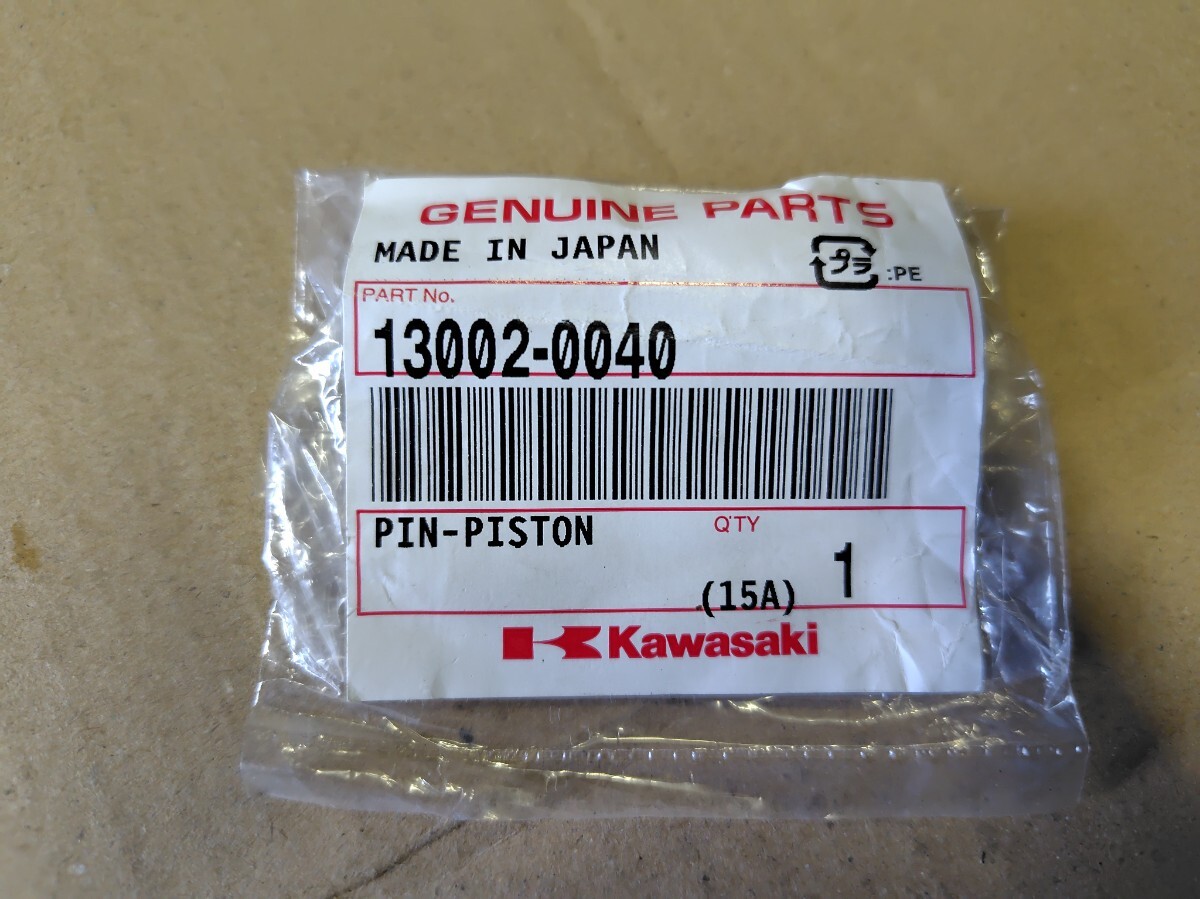 GENUINE PARTS
MADE IN JAPAN
プラ :PE
PART No.
13002-0040
PIN-PISTON
Q'TY
1
(15A)
Kawasaki